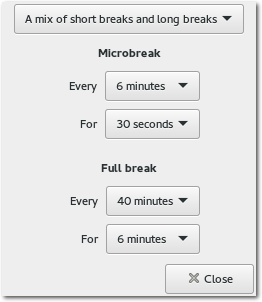 A mix of short breaks and long breaks
Microbreak
Every 6 minutes
For 30 seconds
Full break
Every 40 minutes
For 6 minutes
Close